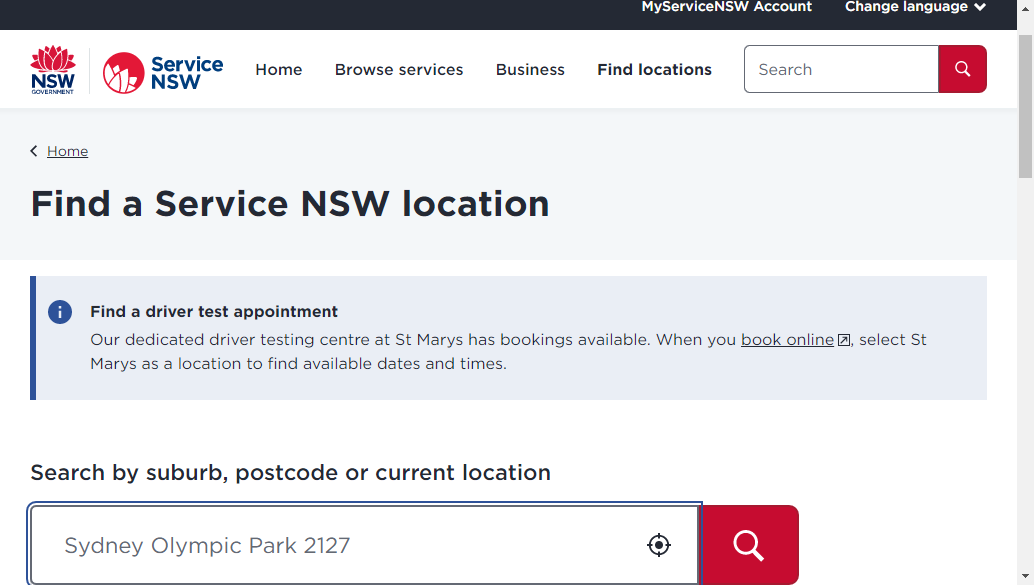 MyServiceNSW Account Change language
NSW
GOVERNMENT
Service
NSW
Home Browse services Business Find locations Search
Home
Find a Service NSW location
Find a driver test appointment
Our dedicated driver testing centre at St Marys has bookings available. When you book online, select St
Marys as a location to find available dates and times.
Search by suburb, postcode or current location
Sydney Olympic Park 2127